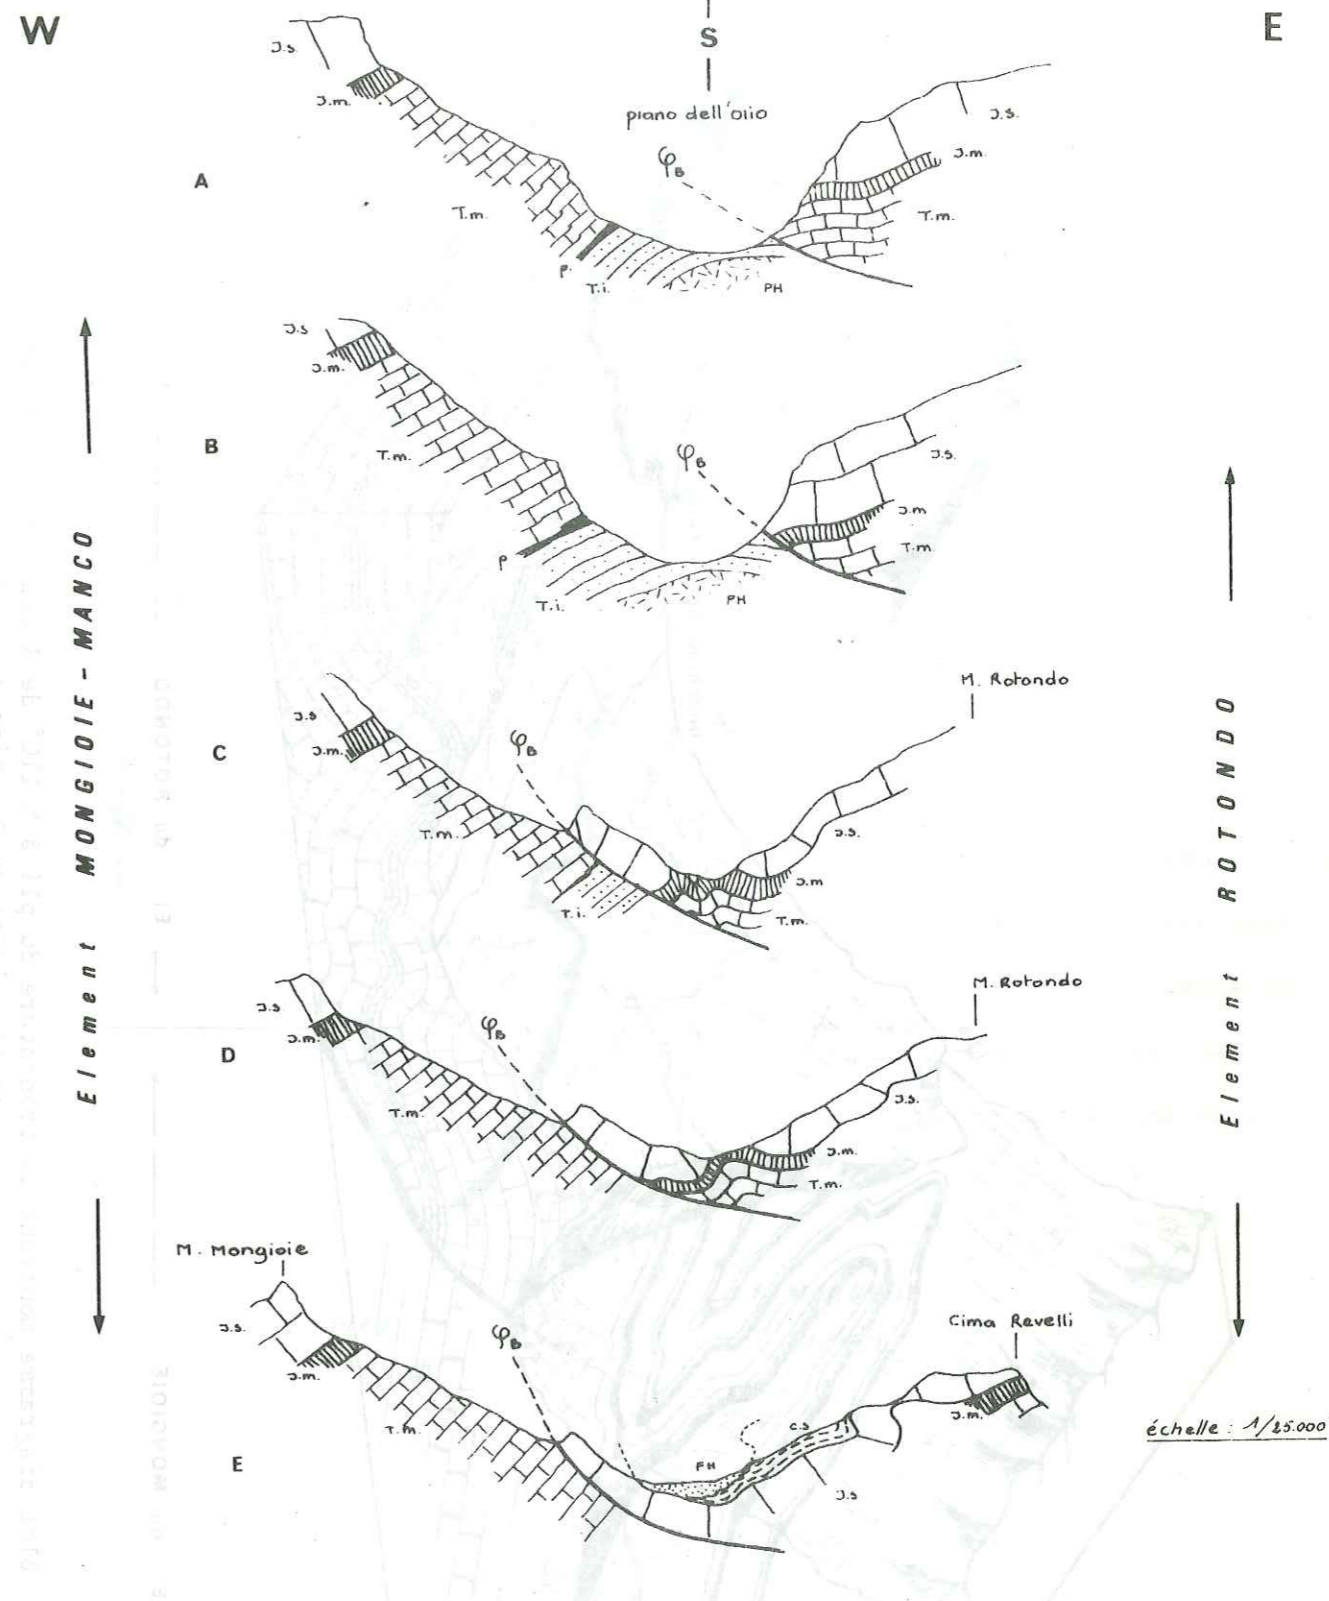 W
S
E
piano dell'olio
J.s.
J.m.
T.m.
φB
J.s.
J.m.
T.m.
A
P.
T.i.
PH
J.s
J.m.
T.m.
φB
J.s.
J.m
T.m.
B
P
T.i.
PH
M. Rotondo
J.s
J.m.
T.m.
φB
J.s.
J.m
T.m.
C
T.i.
M. Rotondo
J.s
J.m.
T.m.
φB
J.s.
J.m.
T.m.
D
M. Mongioie
Cima Revelli
J.s.
J.m.
T.m.
φB
FH
C.S
J.m.
J.s
E
échelle : 1/25.000
Element MONGIOIE - MANCO
Element ROTONDO